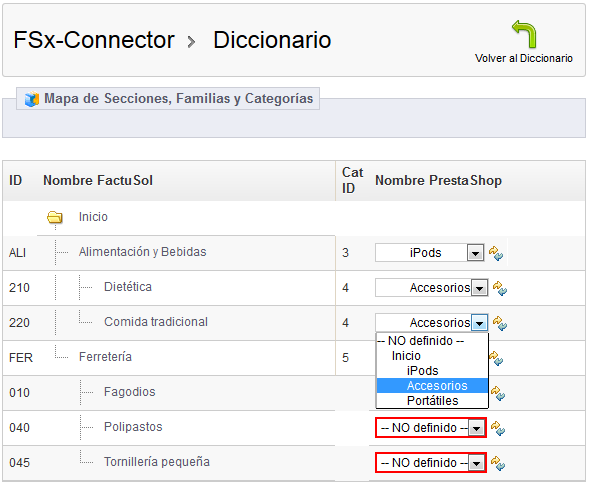 FSx-Connector > Diccionario
Volver al Diccionario
Mapa de Secciones, Familias y Categorías
ID Nombre FactuSol Cat ID Nombre PrestaShop
Inicio
ALI Alimentación y Bebidas 3 iPods
210 Dietética 4 Accesorios
220 Comida tradicional 4 Accesorios
-- NO definido --
Inicio
FER Ferretería 5
iPods
Accesorios
010 Fagodios
Portátiles
040 Polipastos -- NO definido --
045 Tornillería pequeña -- NO definido --